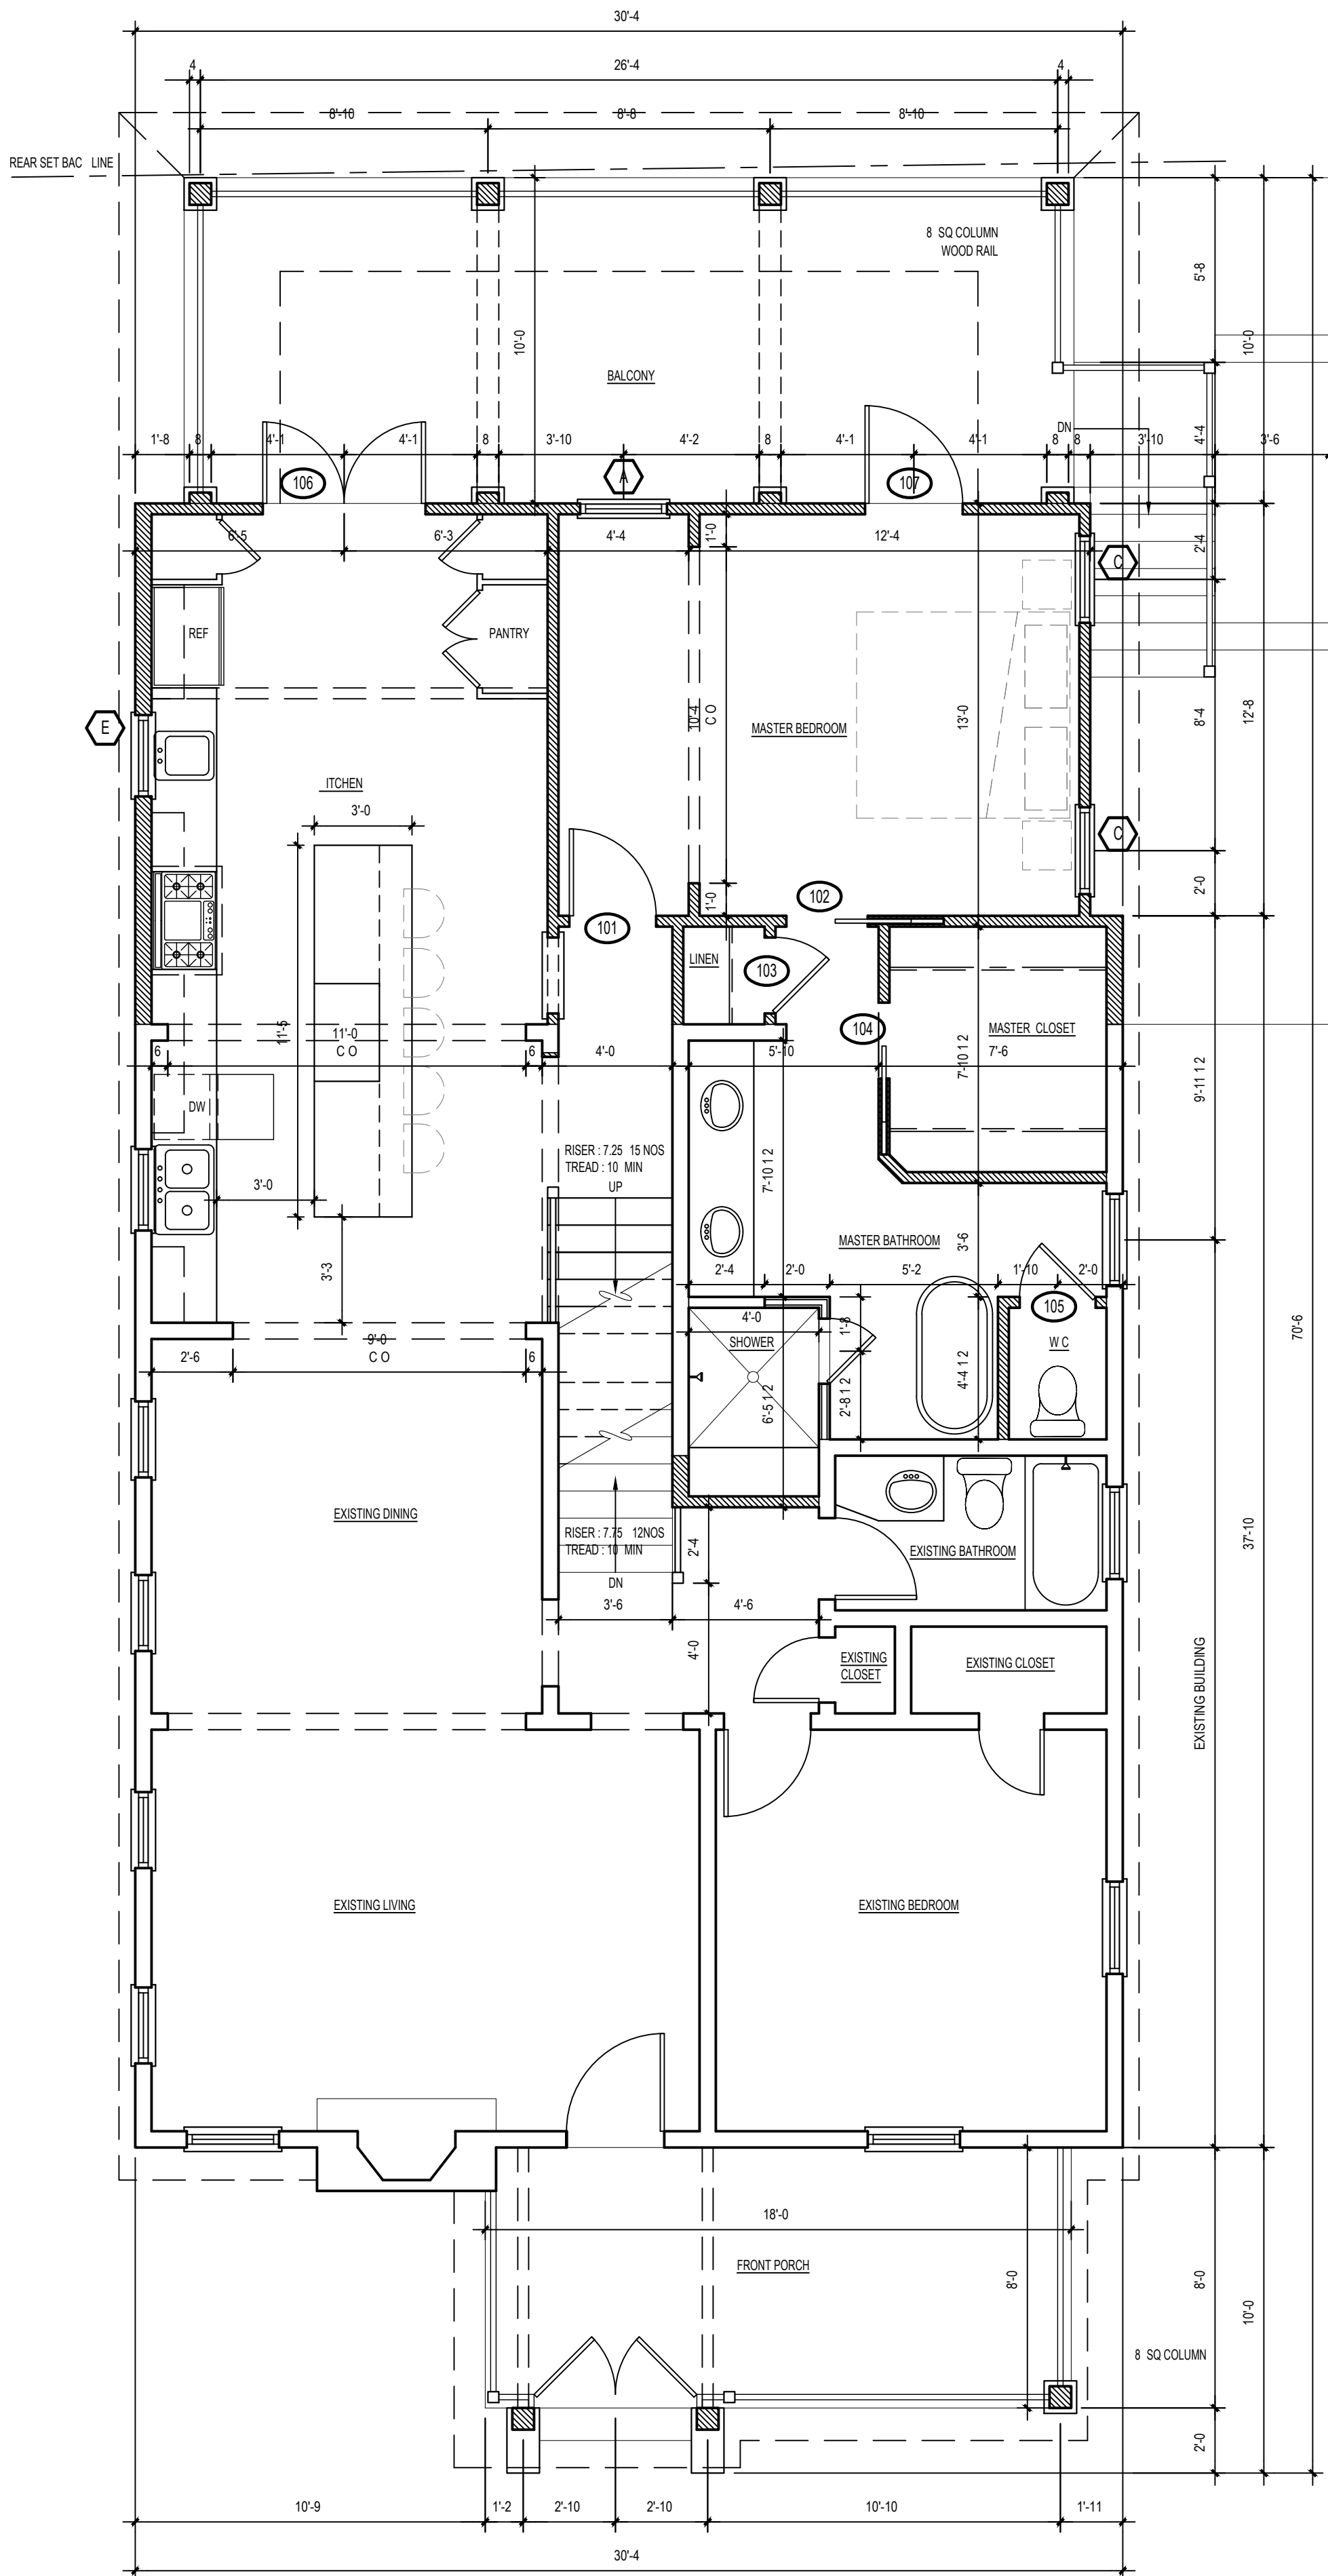 30'-4
4
26'-4
4
8'-10
8'-8
8'-10
REAR SET BAC LINE
8 SQ COLUMN
WOOD RAIL
5'-8
10'-0
10'-0
BALCONY
1'-8
8
4'-1
4'-1
8
3'-10
4'-2
8
4'-1
4'-1
8
8
DN
3'-10
4'-4
3'-6
106
A
107
6'-5
6'-3
4'-4
1'-0
12'-4
2'-4
C
REF
PANTRY
E
10'-4
C O
MASTER BEDROOM
13'-0
8'-4
12'-8
ITCHEN
3'-0
C
1'-0
102
2'-0
101
LINEN
103
11'-5
11'-0
C O
104
MASTER CLOSET
7'-6
7'-10 1 2
6
6
4'-0
5'-10
9'-11 1 2
DW
RISER : 7.25 15 NOS
TREAD : 10 MIN
UP
7'-10 1 2
3'-0
MASTER BATHROOM
3'-6
3'-3
2'-4
2'-0
5'-2
1'-10
2'-0
105
4'-0
1'-8
SHOWER
W C
70'-6
9'-0
C O
2'-6
6
4'-4 1 2
6'-5 1 2
2'-8 1 2
EXISTING DINING
RISER : 7.75 12NOS
TREAD : 10 MIN
DN
2'-4
EXISTING BATHROOM
37'-10
3'-6
4'-6
4'-0
EXISTING
CLOSET
EXISTING CLOSET
EXISTING BUILDING
EXISTING LIVING
EXISTING BEDROOM
18'-0
FRONT PORCH
8'-0
8'-0
10'-0
8 SQ COLUMN
2'-0
10'-9
1'-2
2'-10
2'-10
10'-10
1'-11
30'-4